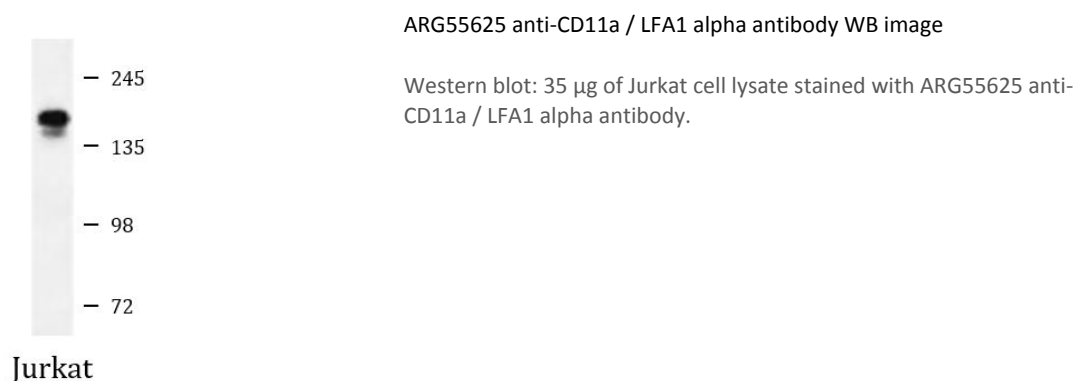 ARG55625 anti-CD11a / LFA1 alpha antibody WB image
Western blot: 35 µg of Jurkat cell lysate stained with ARG55625 anti-
CD11a / LFA1 alpha antibody.
245
135
98
72
Jurkat